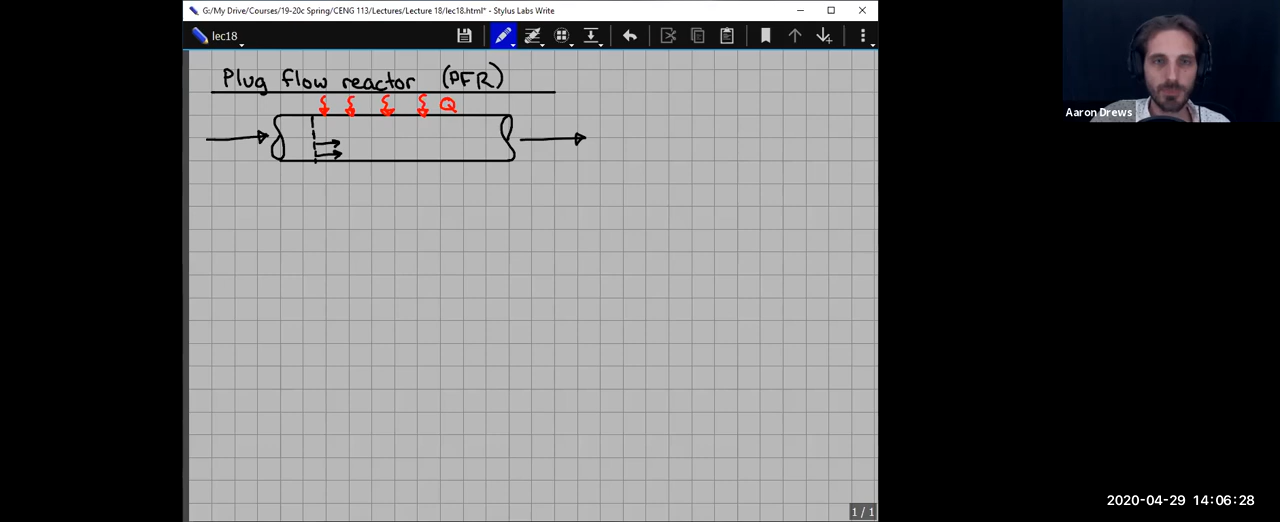 G:/My Drive/Courses/19-20c Spring/CENG 113/Lectures/Lecture 18/lec18.html* - Stylus Labs Write
lec18
Plug flow reactor (PFR)
Q
Aaron Drews
2020-04-29 14:06:28
1 / 1